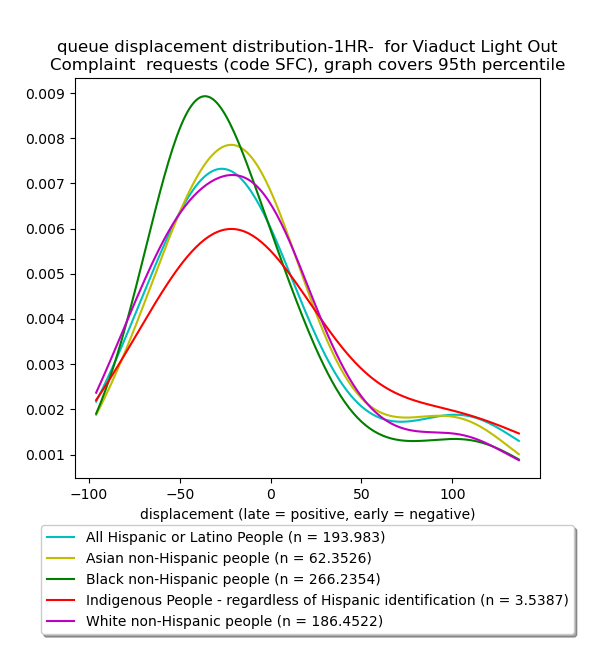 queue displacement distribution-1HR-  for Viaduct Light Out
Complaint  requests (code SFC), graph covers 95th percentile
0.009
0.008
0.007
0.006
0.005
0.004
0.003
0.002
0.001
−100 −50 0 50 100
displacement (late = positive, early = negative)
All Hispanic or Latino People (n = 193.983)
Asian non-Hispanic people (n = 62.3526)
Black non-Hispanic people (n = 266.2354)
Indigenous People - regardless of Hispanic identification (n = 3.5387)
White non-Hispanic people (n = 186.4522)